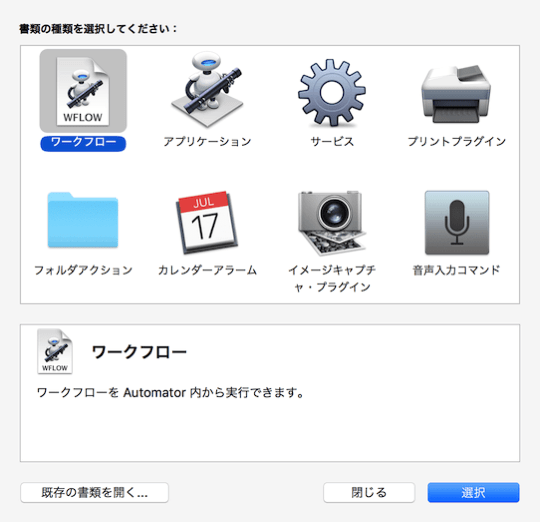 書類の種類を選択してください：
WFLOW
ワークフロー
アプリケーション
サービス
プリントプラグイン
フォルダアクション
JUL
17
カレンダーアラーム
イメージキャプチ
ャ・プラグイン
音声入力コマンド
WFLOW
ワークフロー
ワークフローを Automator 内から実行できます。
既存の書類を開く...
閉じる
選択